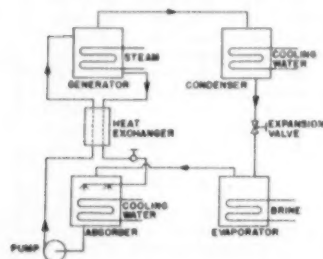 STEAM
GENERATOR
COOLING
WATER
CONDENSER
HEAT
EXCHANGER
EXPANSION
VALVE
COOLING
WATER
ABSORBER
PUMP
BRINE
EVAPORATOR